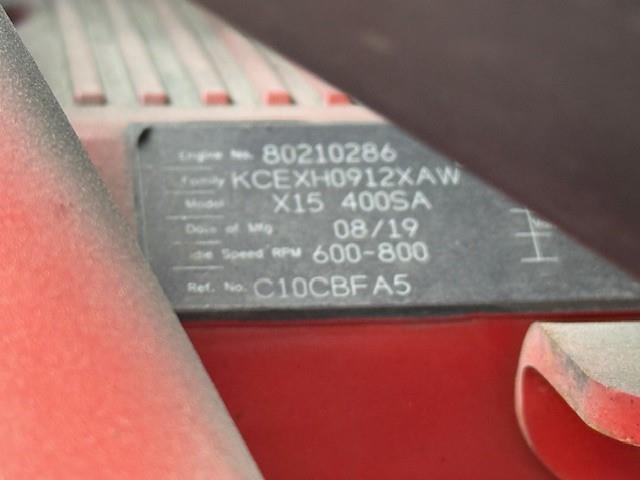 Engine No. 80210286
Family KCEXH0912XAW
Model X15 400SA
Date of Mfg 08/19
Idle Speed RPM 600-800
Ref. No. C10CBFA5